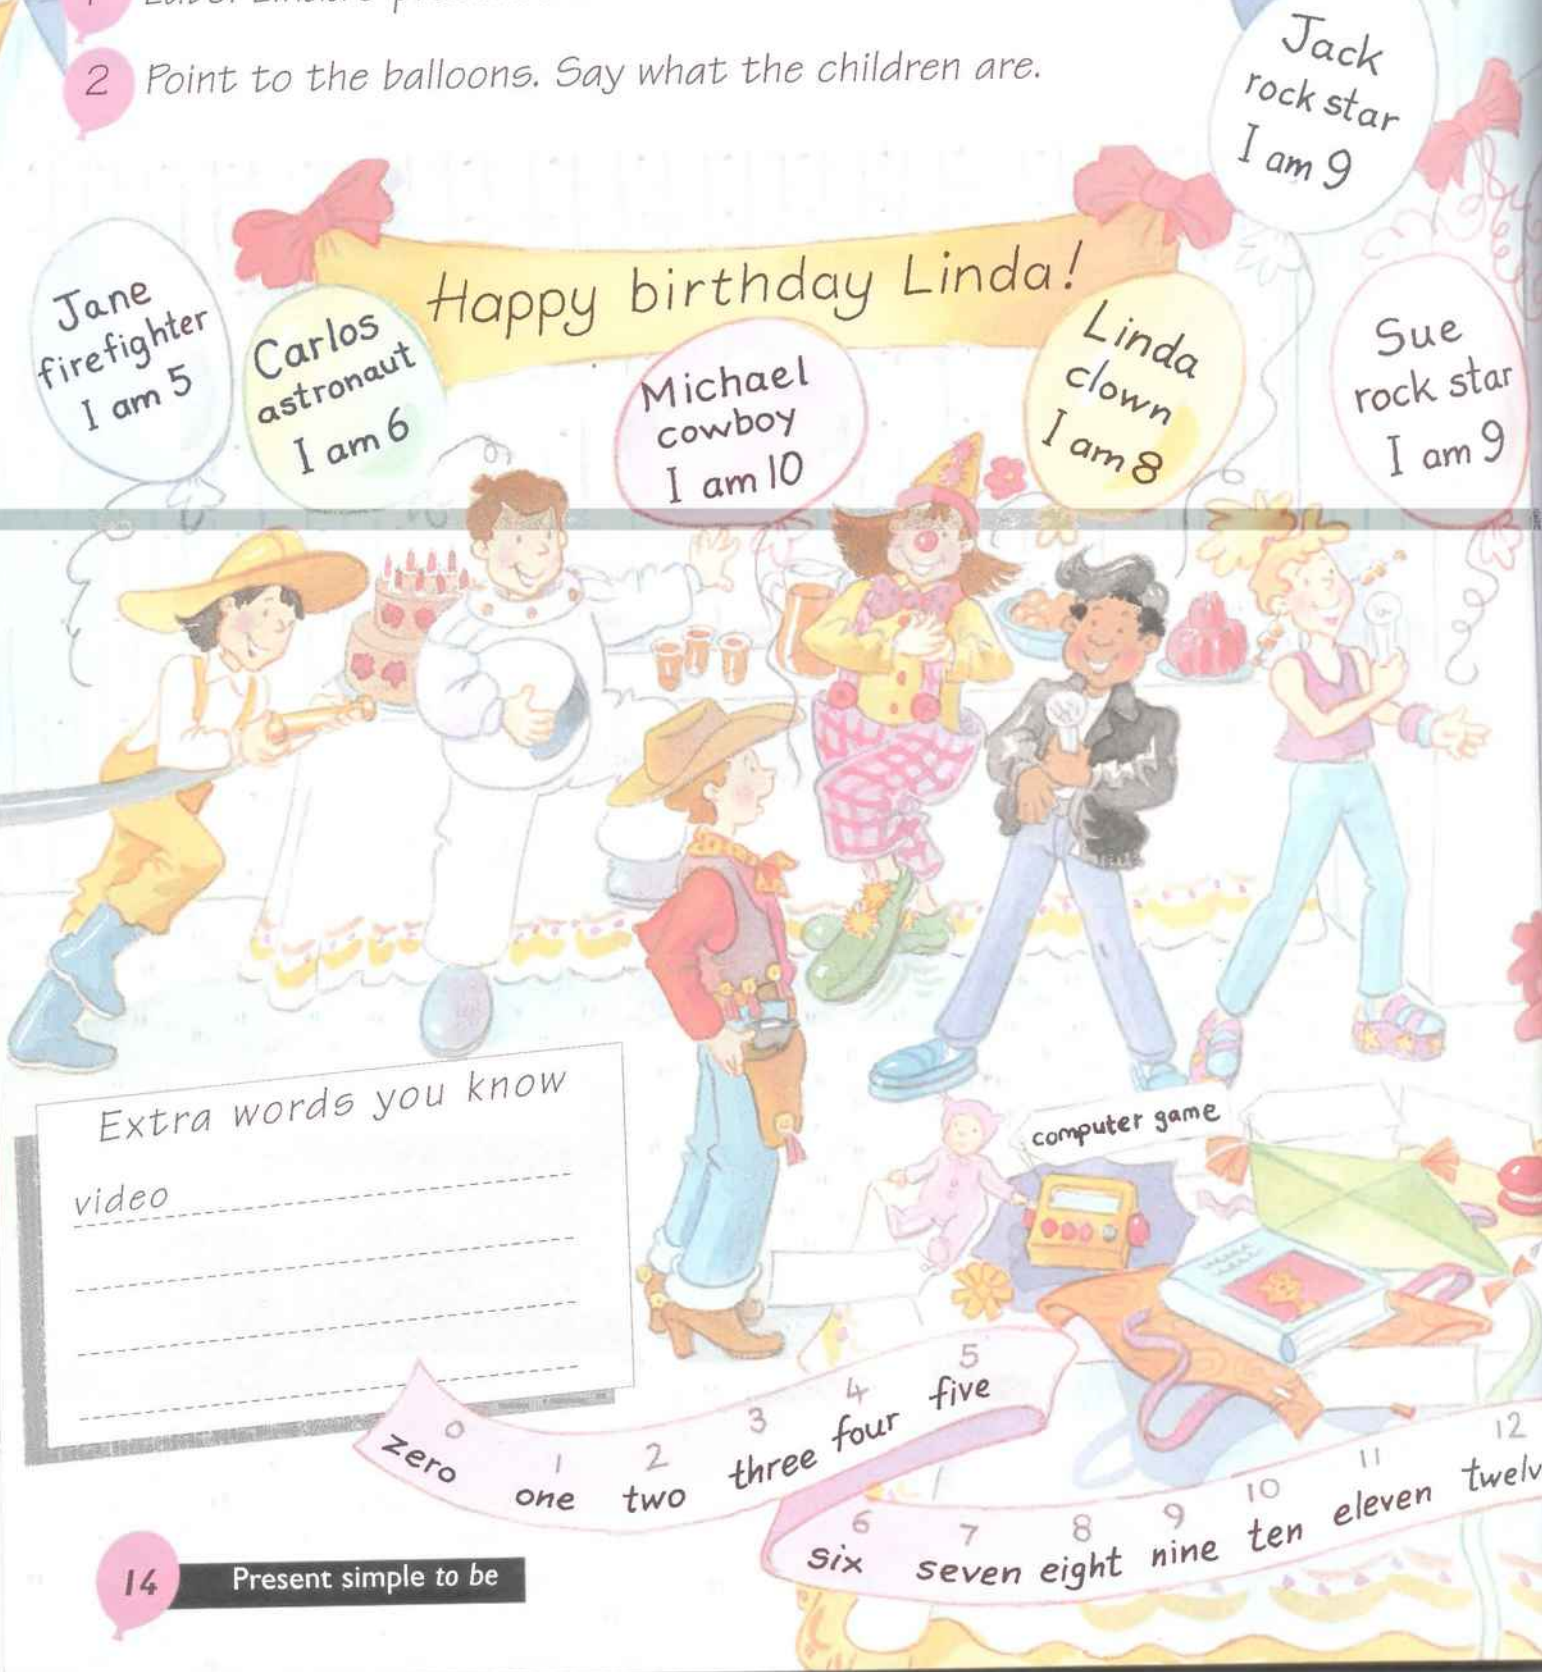 2 Point to the balloons. Say what the children are.
Jack
rock star
I am 9
Happy birthday Linda!
Jane
firefighter
I am 5
Carlos
astronaut
I am 6
Michael
cowboy
I am 10
Linda
clown
I am 8
Sue
rock star
I am 9
Extra words you know
video
computer game
0 1 2 3 4 5
zero one two three four five
6 7 8 9 10 11 12
six seven eight nine ten eleven twelv
14 Present simple to be